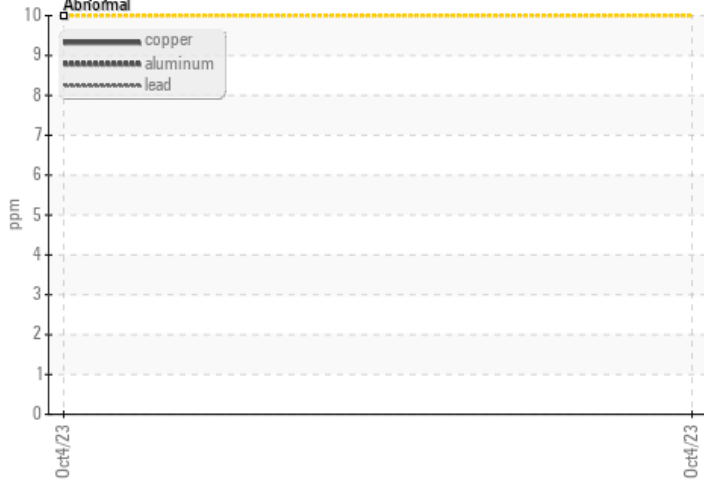 Abnormal
10
9
8
7
6
5
4
3
2
1
0
ppm
copper
aluminum
lead
Oct4/23
Oct4/23